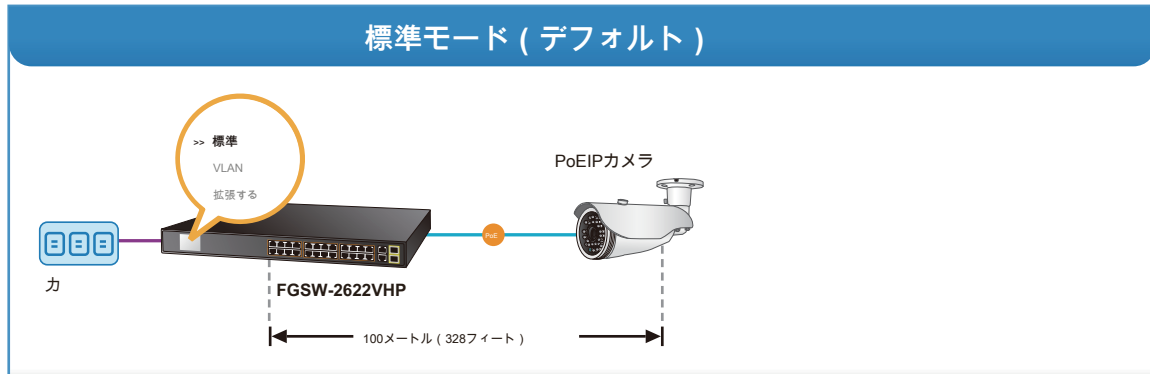 標準モード ( デフォルト )
>> 標準
VLAN
拡張する
PoEIPカメラ
PoE
力
FGSW-2622VHP
100メートル ( 328フィート )